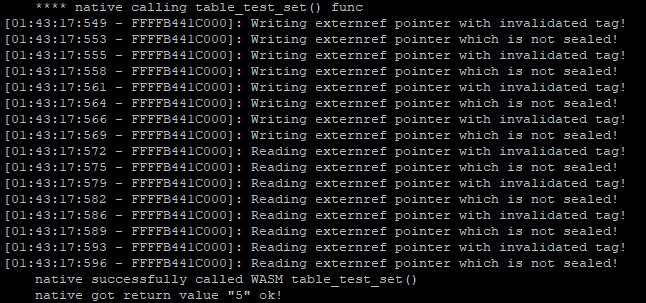 **** native calling table_test_set() func
[01:43:17:549 - FFFFB441C000]: Writing externref pointer with invalidated tag!
[01:43:17:553 - FFFFB441C000]: Writing externref pointer which is not sealed!
[01:43:17:555 - FFFFB441C000]: Writing externref pointer with invalidated tag!
[01:43:17:558 - FFFFB441C000]: Writing externref pointer which is not sealed!
[01:43:17:561 - FFFFB441C000]: Writing externref pointer with invalidated tag!
[01:43:17:564 - FFFFB441C000]: Writing externref pointer which is not sealed!
[01:43:17:566 - FFFFB441C000]: Writing externref pointer with invalidated tag!
[01:43:17:569 - FFFFB441C000]: Writing externref pointer which is not sealed!
[01:43:17:572 - FFFFB441C000]: Reading externref pointer with invalidated tag!
[01:43:17:575 - FFFFB441C000]: Reading externref pointer which is not sealed!
[01:43:17:579 - FFFFB441C000]: Reading externref pointer with invalidated tag!
[01:43:17:582 - FFFFB441C000]: Reading externref pointer which is not sealed!
[01:43:17:586 - FFFFB441C000]: Reading externref pointer with invalidated tag!
[01:43:17:589 - FFFFB441C000]: Reading externref pointer which is not sealed!
[01:43:17:593 - FFFFB441C000]: Reading externref pointer with invalidated tag!
[01:43:17:596 - FFFFB441C000]: Reading externref pointer which is not sealed!
native successfully called WASM table_test_set()
native got return value "5" ok!